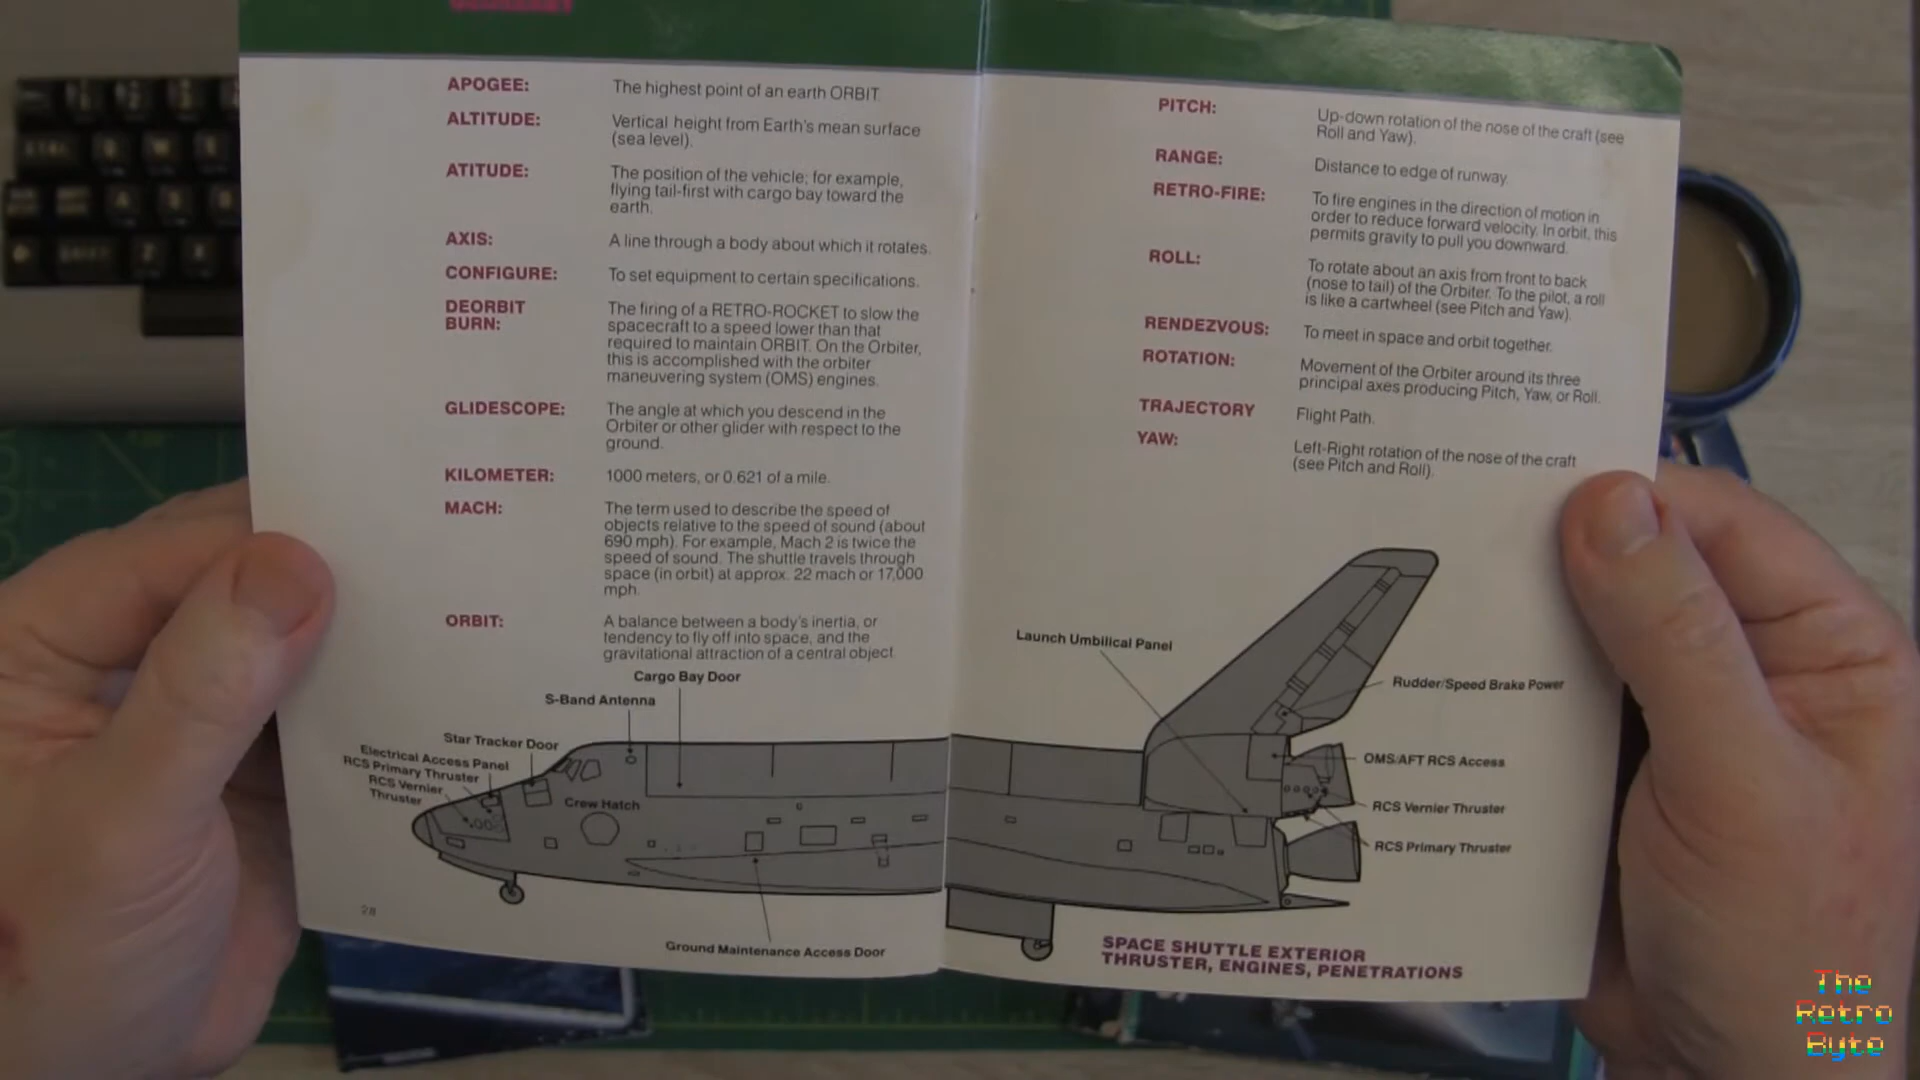 GLOSSARY
APOGEE: The highest point of an earth ORBIT.
ALTITUDE: Vertical height from Earth's mean surface
(sea level).
ATITUDE: The position of the vehicle; for example,
flying tail-first with cargo bay toward the
earth.
AXIS: A line through a body about which it rotates.
CONFIGURE: To set equipment to certain specifications.
DEORBIT The firing of a RETRO-ROCKET to slow the
BURN: spacecraft to a speed lower than that
required to maintain ORBIT. On the Orbiter,
this is accomplished with the orbiter
maneuvering system (OMS) engines.
GLIDESCOPE: The angle at which you descend in the
Orbiter or other glider with respect to the
ground.
KILOMETER: 1000 meters, or 0.621 of a mile.
MACH: The term used to describe the speed of
objects relative to the speed of sound (about
690 mph). For example, Mach 2 is twice the
speed of sound. The shuttle travels through
space (in orbit) at approx. 22 mach or 17,000
mph.
ORBIT: A balance between a body's inertia, or
tendency to fly off into space, and the
gravitational attraction of a central object
Cargo Bay Door
S-Band Antenna
Star Tracker Door
Electrical Access Panel
RCS Primary Thruster
RCS Vernier
Thruster
Crew Hatch
Ground Maintenance Access Door
28
PITCH: Up-down rotation of the nose of the craft (see
Roll and Yaw).
RANGE: Distance to edge of runway.
RETRO-FIRE: To fire engines in the direction of motion in
order to reduce forward velocity. In orbit, this
permits gravity to pull you downward.
ROLL: To rotate about an axis from front to back
(nose to tail) of the Orbiter. To the pilot, a roll
is like a cartwheel (see Pitch and Yaw).
RENDEZVOUS: To meet in space and orbit together.
ROTATION: Movement of the Orbiter around its three
principal axes producing Pitch, Yaw, or Roll.
TRAJECTORY Flight Path.
YAW: Left-Right rotation of the nose of the craft
(see Pitch and Roll).
Launch Umbilical Panel
Rudder/Speed Brake Power
OMS/AFT RCS Access
RCS Vernier Thruster
RCS Primary Thruster
SPACE SHUTTLE EXTERIOR
THRUSTER, ENGINES, PENETRATIONS
The
Retro
Byte